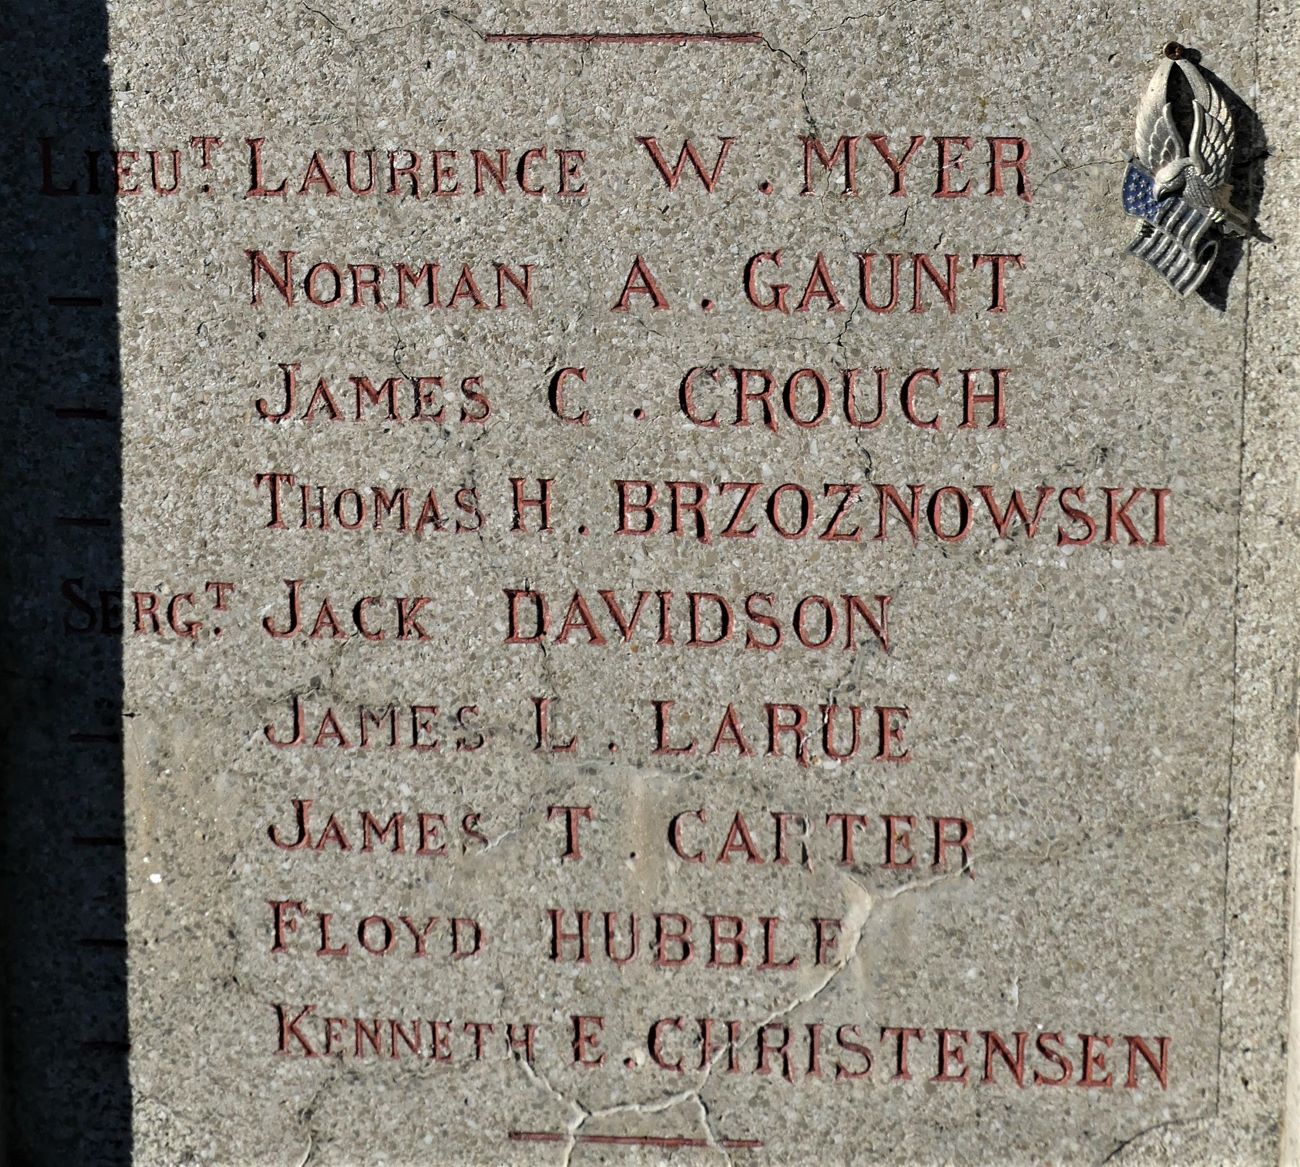 LIEUT. LAURENCE W. MYER
— NORMAN A. GAUNT
— JAMES C. CROUCH
— THOMAS H. BRZOZNOWSKI
SERGT. JACK DAVIDSON
— JAMES L. LARUE
— JAMES T. CARTER
— FLOYD HUBBLE
— KENNETH E. CHRISTENSEN